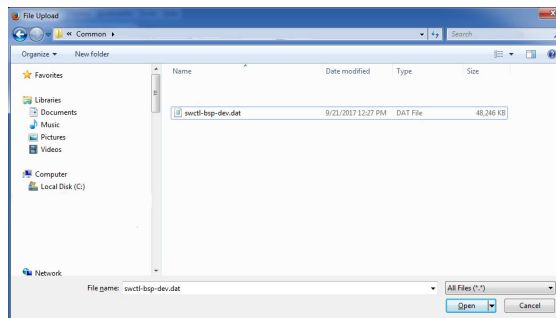 File Upload
« Common
Search
Organize
New folder
Favorites
Libraries
Documents
Music
Pictures
Videos
Computer
Local Disk (C:)
Network
Name
Date modified
Type
Size
swctl-bsp-dev.dat
9/21/2017 12:27 PM
DAT File
48,246 KB
File name:
swctl-bsp-dev.dat
All Files (*.*)
Open
Cancel